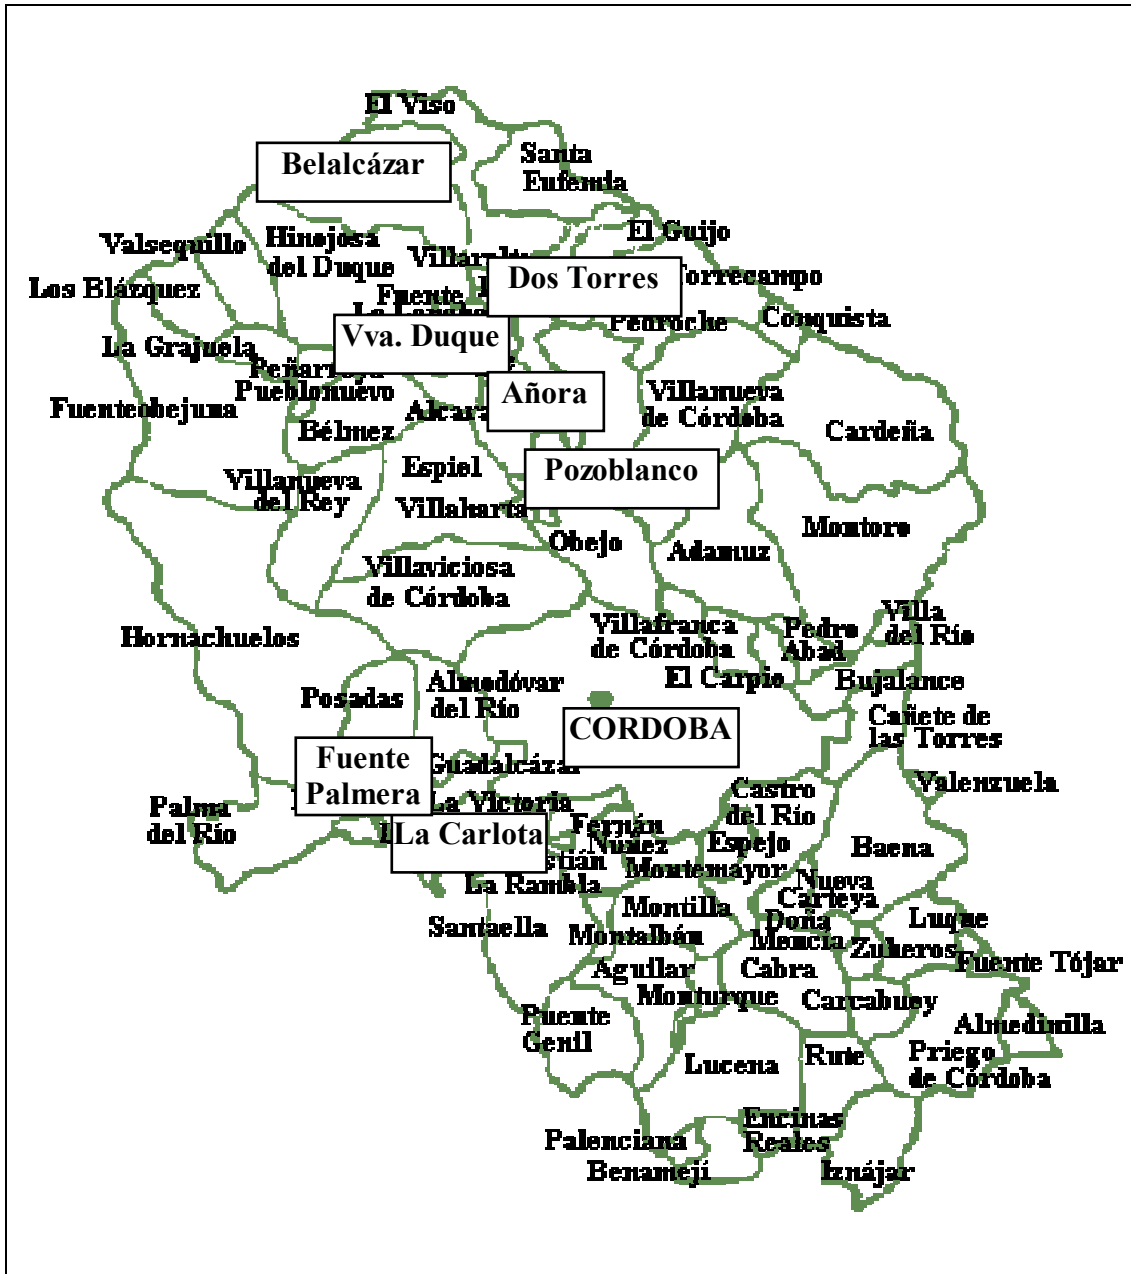 El Viso
Belalcázar
Santa
Eufemia
El Guijo
Valsequillo
Hinojosa
del Duque
Dos Torres
Torrecampo
Los Blázquez
Fuente
Conquista
Pedroche
Vva. Duque
La Grajuela
Pueblonuevo
Añora
Villanueva
de Córdoba
Fuenteobejuna
Bélmez
Cardeña
Espiel
Pozoblanco
Villanueva
del Rey
Villaharta
Montoro
Obejo
Adamuz
Villaviciosa
de Córdoba
Hornachuelos
Villafranca
de Córdoba
Pedro
Abad
Villa
del Río
El Carpio
Bujalance
Posadas
Almodóvar
del Río
CORDOBA
Cañete de
las Torres
Fuente
Palmera
Guadalcázar
Valenzuela
Palma
del Río
La Victoria
Castro
del Río
La Carlota
Fernán
Núñez
Espejo
Baena
Montemayor
La Rambla
Nueva
Carteya
Santaella
Montilla
Doña
Mencía
Luque
Montalbán
Zuheros
Fuente Tójar
Aguilar
Cabra
Monturque
Carcabuey
Almedinilla
Puente
Genil
Lucena
Rute
Priego
de Córdoba
Encinas
Reales
Palenciana
Benamejí
Iznájar